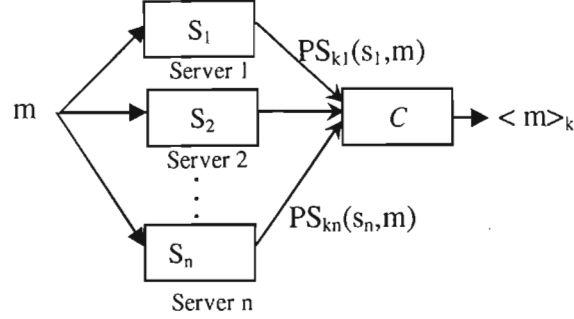 S₁
PSₖ₁(s₁,m)
Server 1
m
S₂
C
< m>ₖ
Server 2
PSₖₙ(sₙ,m)
Sₙ
Server n